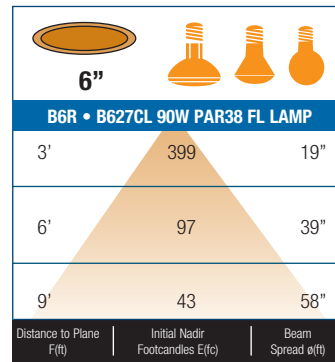 6”
B6R • B627CL 90W PAR38 FL LAMP
3’ 399 19”
6’ 97 39”
9’ 43 58”
Distance to Plane Initial Nadir Beam
F(ft) Footcandles E(fc) Spread ø(ft)